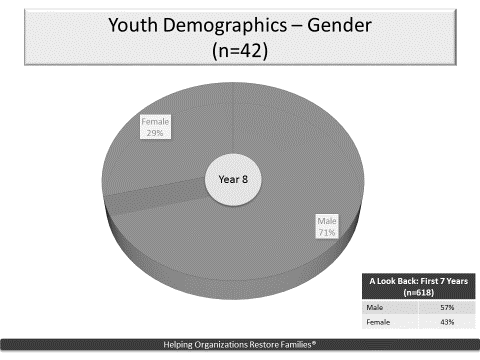 Youth Demographics – Gender
(n=42)
Female
29%
Year 8
Male
71%
A Look Back: First 7 Years
(n=618)
Male 57%
Female 43%
Helping Organizations Restore Families®